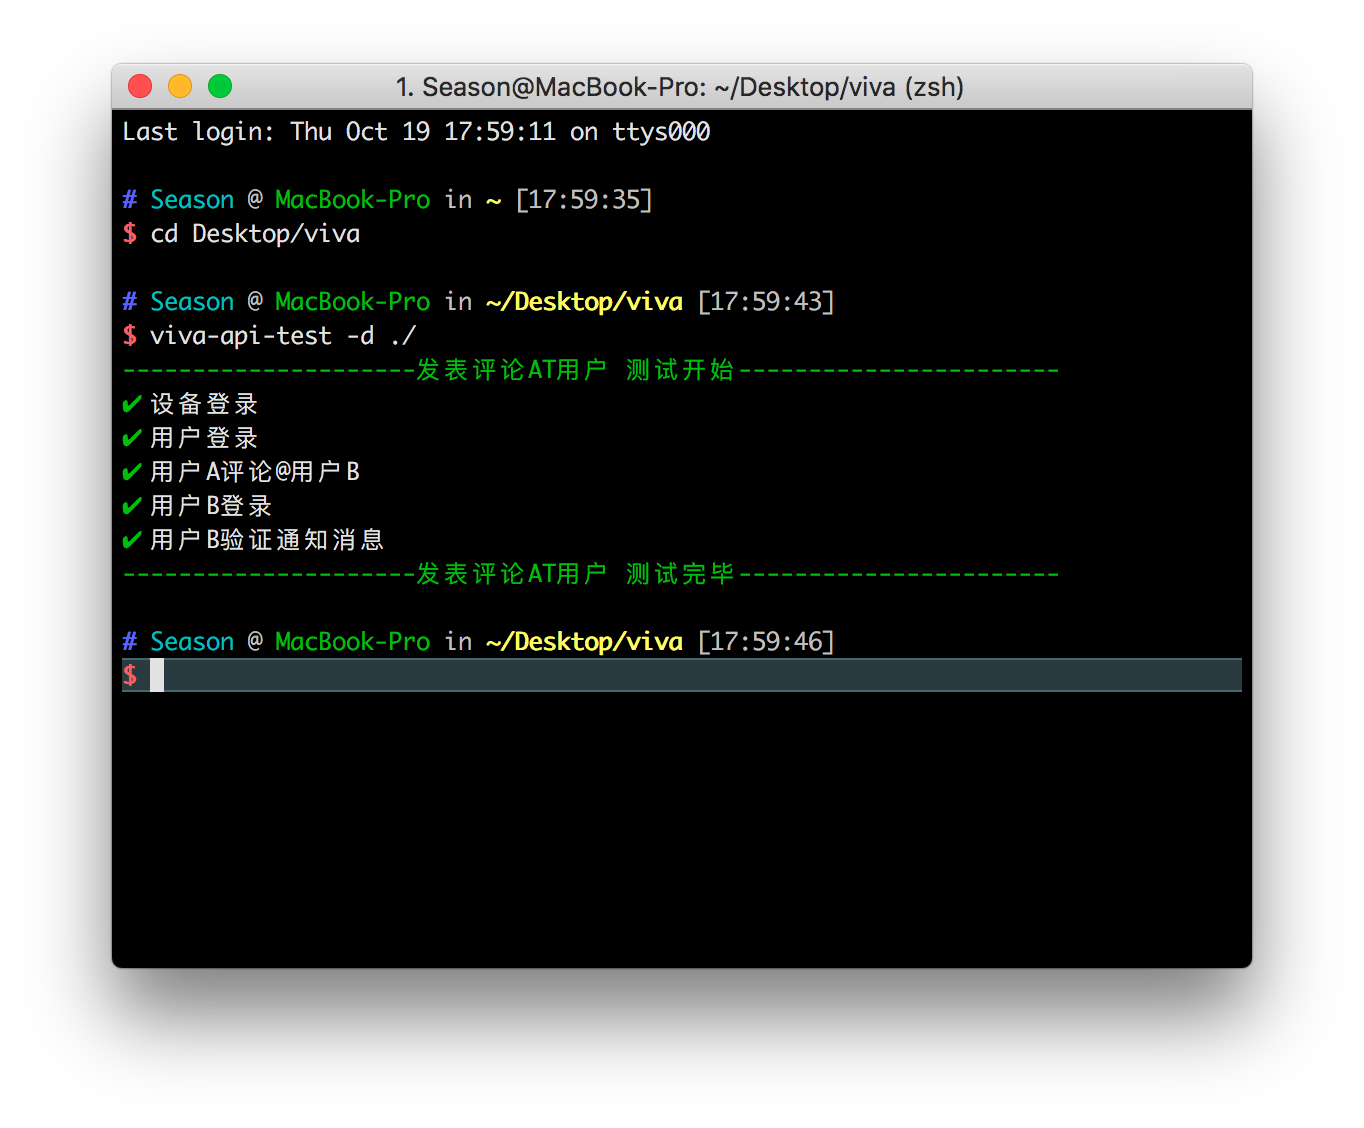 1. Season@MacBook-Pro: ~/Desktop/viva (zsh)
Last login: Thu Oct 19 17:59:11 on ttys000
# Season @ MacBook-Pro in ~ [17:59:35]
$ cd Desktop/viva
# Season @ MacBook-Pro in ~/Desktop/viva [17:59:43]
$ viva-api-test -d ./
---------------------发表评论AT用户 测试开始-----------------------
✔ 设备登录
✔ 用户登录
✔ 用户A评论@用户B
✔ 用户B登录
✔ 用户B验证通知消息
---------------------发表评论AT用户 测试完毕-----------------------
# Season @ MacBook-Pro in ~/Desktop/viva [17:59:46]
$